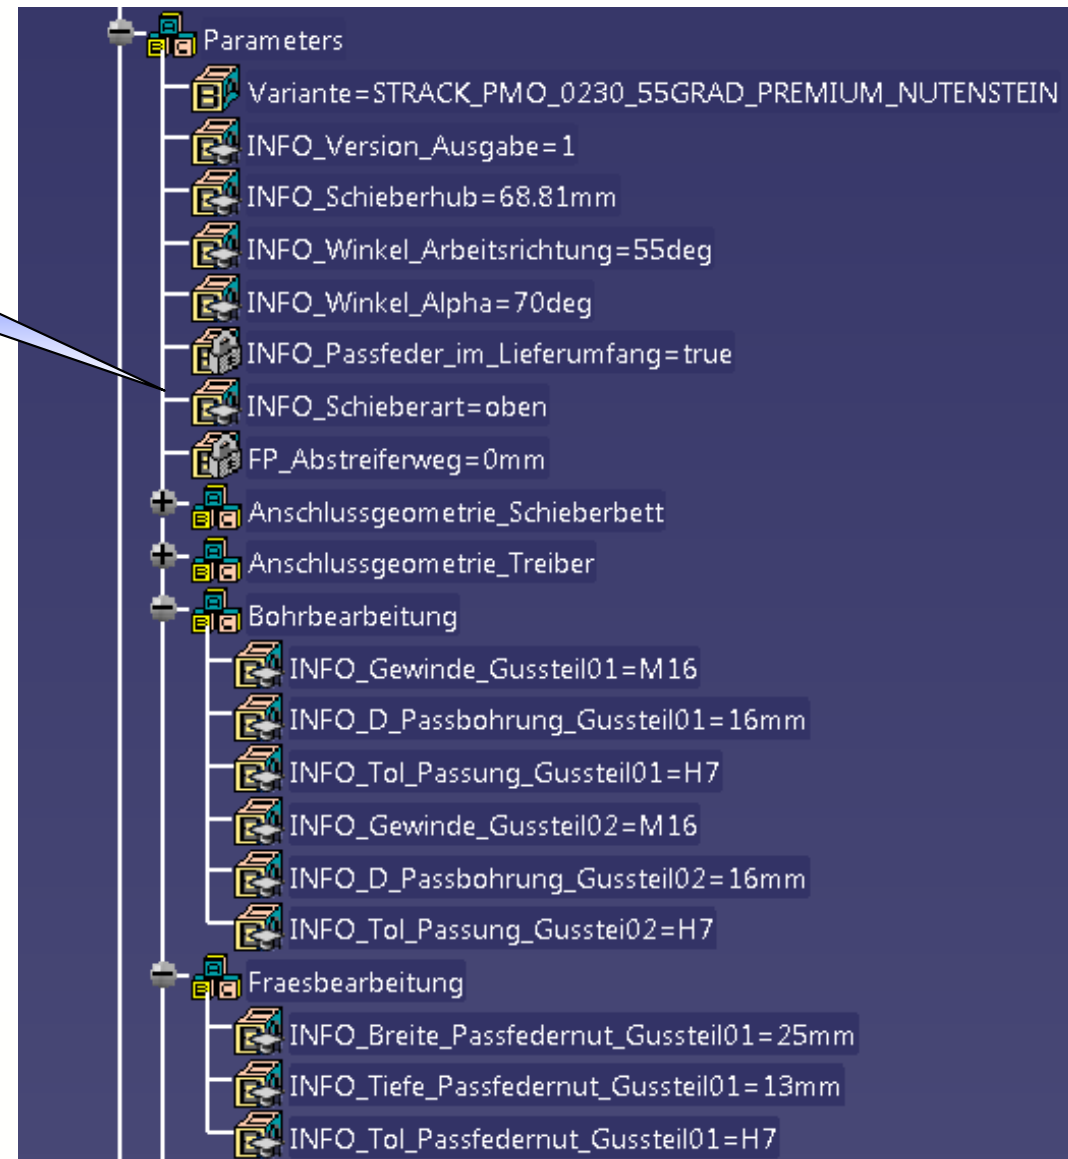 Parameters
Variante=STRACK_PMO_0230_55GRAD_PREMIUM_NUTENSTEIN
INFO_Version_Ausgabe=1
INFO_Schieberhub=68.81mm
INFO_Winkel_Arbeitsrichtung=55deg
INFO_Winkel_Alpha=70deg
INFO_Passfeder_im_Lieferumfang=true
INFO_Schieberart=oben
FP_Abstreiferweg=0mm
Anschlussgeometrie_Schieberbett
Anschlussgeometrie_Treiber
Bohrbearbeitung
INFO_Gewinde_Gussteil01=M16
INFO_D_Passbohrung_Gussteil01=16mm
INFO_Tol_Passung_Gussteil01=H7
INFO_Gewinde_Gussteil02=M16
INFO_D_Passbohrung_Gussteil02=16mm
INFO_Tol_Passung_Gusstei02=H7
Fraesbearbeitung
INFO_Breite_Passfedernut_Gussteil01=25mm
INFO_Tiefe_Passfedernut_Gussteil01=13mm
INFO_Tol_Passfedernut_Gussteil01=H7